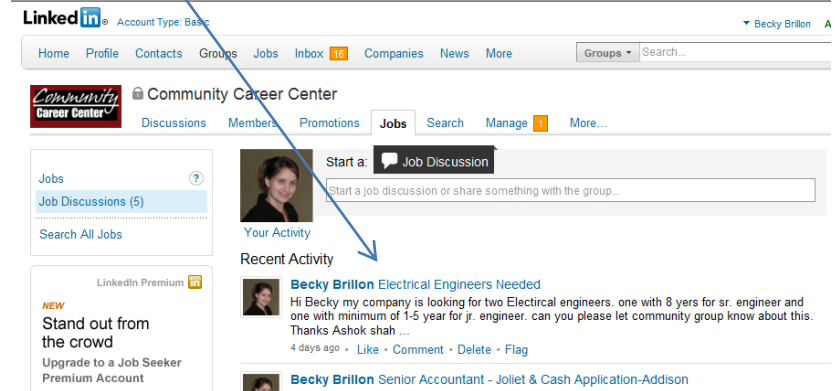 Linked in® Account Type: Basic Becky Brillon
Home Profile Contacts Groups Jobs Inbox 16 Companies News More Groups Search...
Community Career Center Community Career Center
Discussions Members Promotions Jobs Search Manage 1 More...
Start a: Job Discussion
Jobs ?
Job Discussions (5)
Search All Jobs
Start a job discussion or share something with the group...
Your Activity
Recent Activity
LinkedIn Premium in
NEW
Stand out from
the crowd
Upgrade to a Job Seeker
Premium Account
Becky Brillon Electrical Engineers Needed
Hi Becky my company is looking for two Electircal engineers. one with 8 yers for sr. engineer and
one with minimum of 1-5 year for jr. engineer. can you please let community group know about this.
Thanks Ashok shah ...
4 days ago • Like • Comment • Delete • Flag
Becky Brillon Senior Accountant - Joliet & Cash Application-Addison